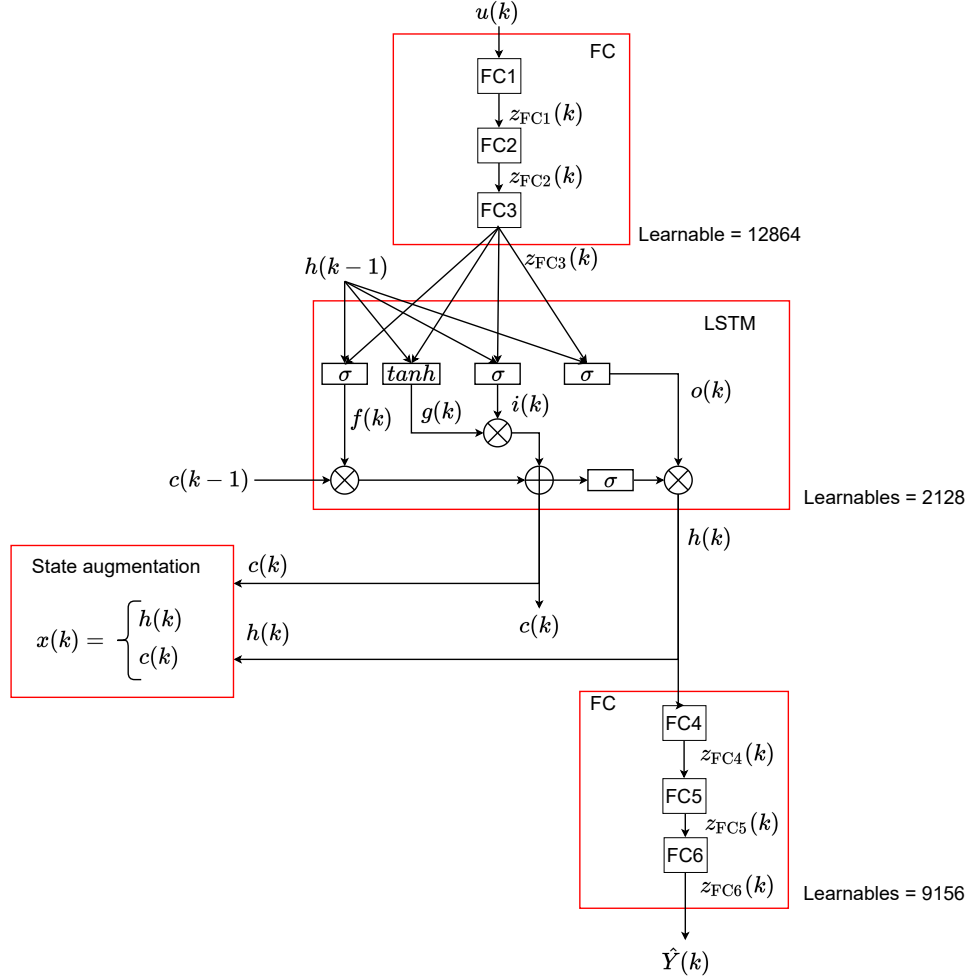 u(k)
FC
FC1
z_FC1(k)
FC2
z_FC2(k)
FC3
Learnable = 12864
z_FC3(k)
h(k−1)
LSTM
σ tanh σ σ
f(k) g(k) i(k) o(k)
c(k−1) σ
Learnables = 2128
h(k)
State augmentation
c(k)
x(k) = { h(k)
c(k)
h(k)
c(k)
FC
FC4
z_FC4(k)
FC5
z_FC5(k)
FC6
z_FC6(k)
Learnables = 9156
Ŷ(k)